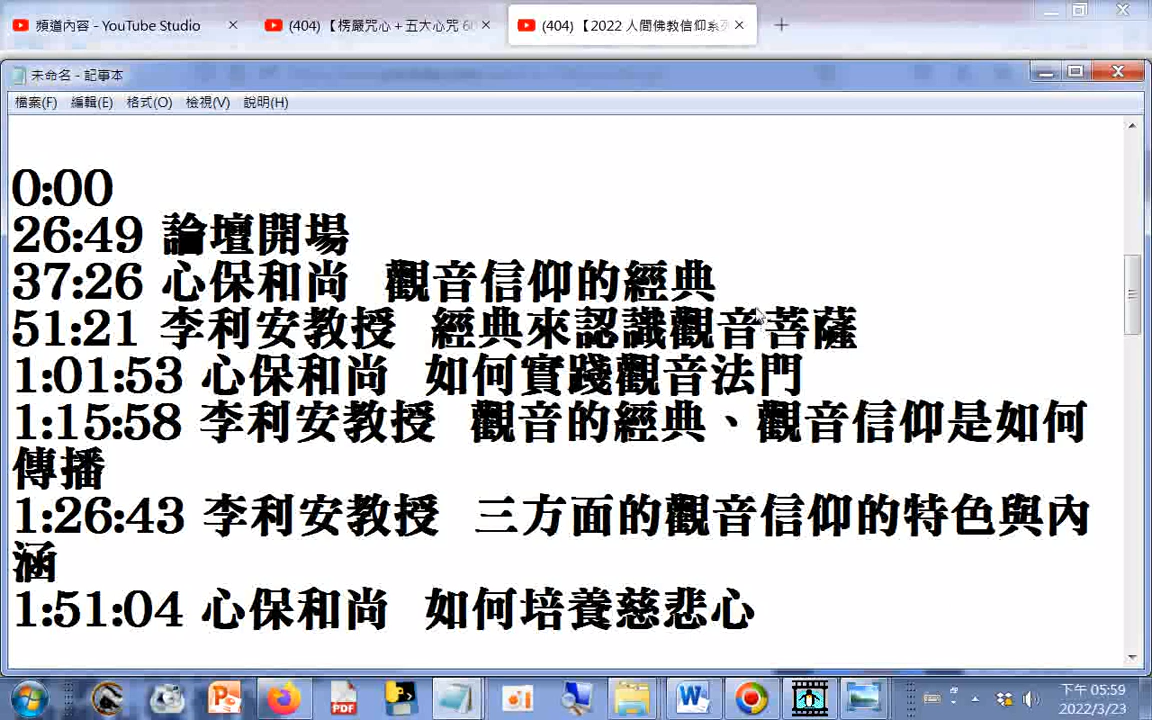 頻道內容 - YouTube Studio
(404) 【楞嚴咒心＋五大心咒 60
(404) 【2022 人間佛教信仰系列
未命名 - 記事本
檔案(F) 編輯(E) 格式(O) 檢視(V) 說明(H)
0:00
26:49 論壇開場
37:26 心保和尚 觀音信仰的經典
51:21 李利安教授 經典來認識觀音菩薩
1:01:53 心保和尚 如何實踐觀音法門
1:15:58 李利安教授 觀音的經典、觀音信仰是如何
傳播
1:26:43 李利安教授 三方面的觀音信仰的特色與內
涵
1:51:04 心保和尚 如何培養慈悲心
下午 05:59
2022/3/23